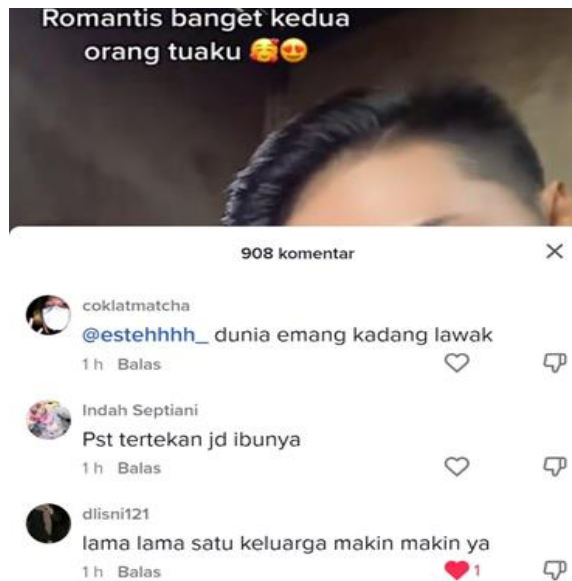 Romantis banget kedua
orang tuaku 🥰😍
908 komentar
coklatmatcha
@estehhhh_ dunia emang kadang lawak
1 h Balas
Indah Septiani
Pst tertekan jd ibunya
1 h Balas
dlisni121
lama lama satu keluarga makin makin ya
1 h Balas
1